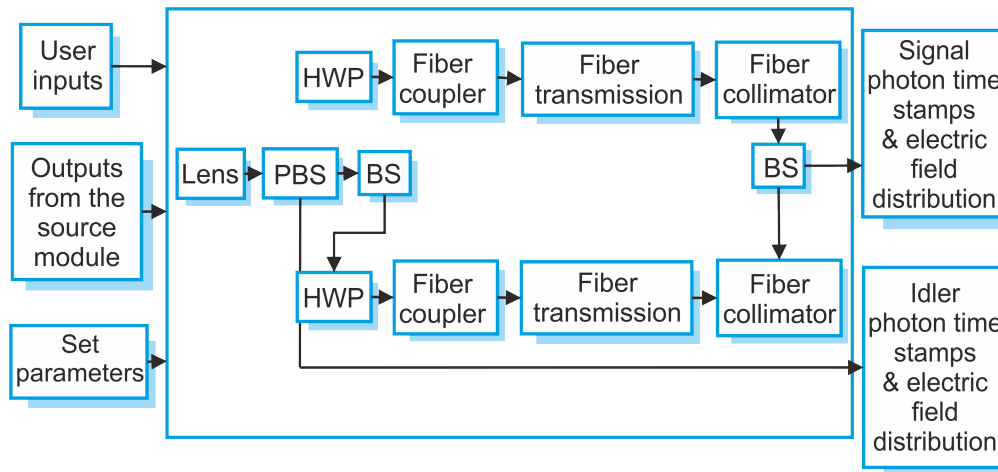 User
inputs
Outputs
from the
source
module
Set
parameters
HWP
Fiber
coupler
Fiber
transmission
Fiber
collimator
Lens
PBS
BS
BS
HWP
Fiber
coupler
Fiber
transmission
Fiber
collimator
Signal
photon time
stamps
& electric
field
distribution
Idler
photon time
stamps
& electric
field
distribution